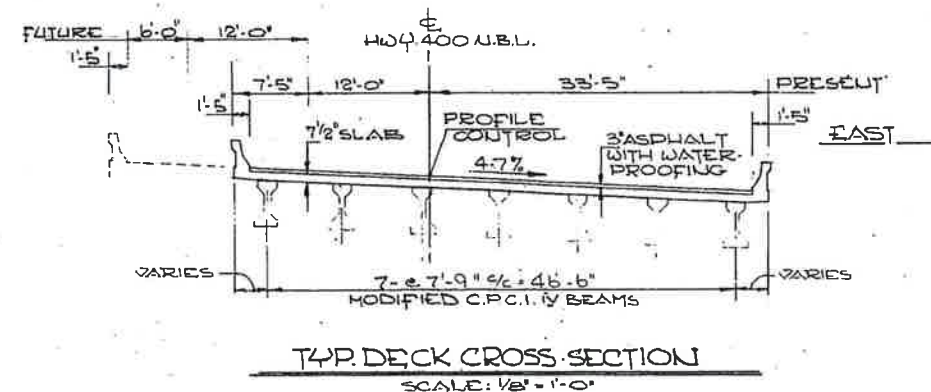 ℄
HWY 400 N.B.L.
FUTURE 6'-0" 12'-0"
1'-5"
7'-5" 12'-0" 33'-5" PRESENT
1'-5" 1'-5"
7½" SLAB
PROFILE
CONTROL
4.7%
3" ASPHALT
WITH WATER-
PROOFING
EAST
VARIES VARIES
7 - @ 7'-9" c/c = 46'-6"
MODIFIED C.P.C.I. IV BEAMS
TYP. DECK CROSS-SECTION
SCALE: 1/8" = 1'-0"